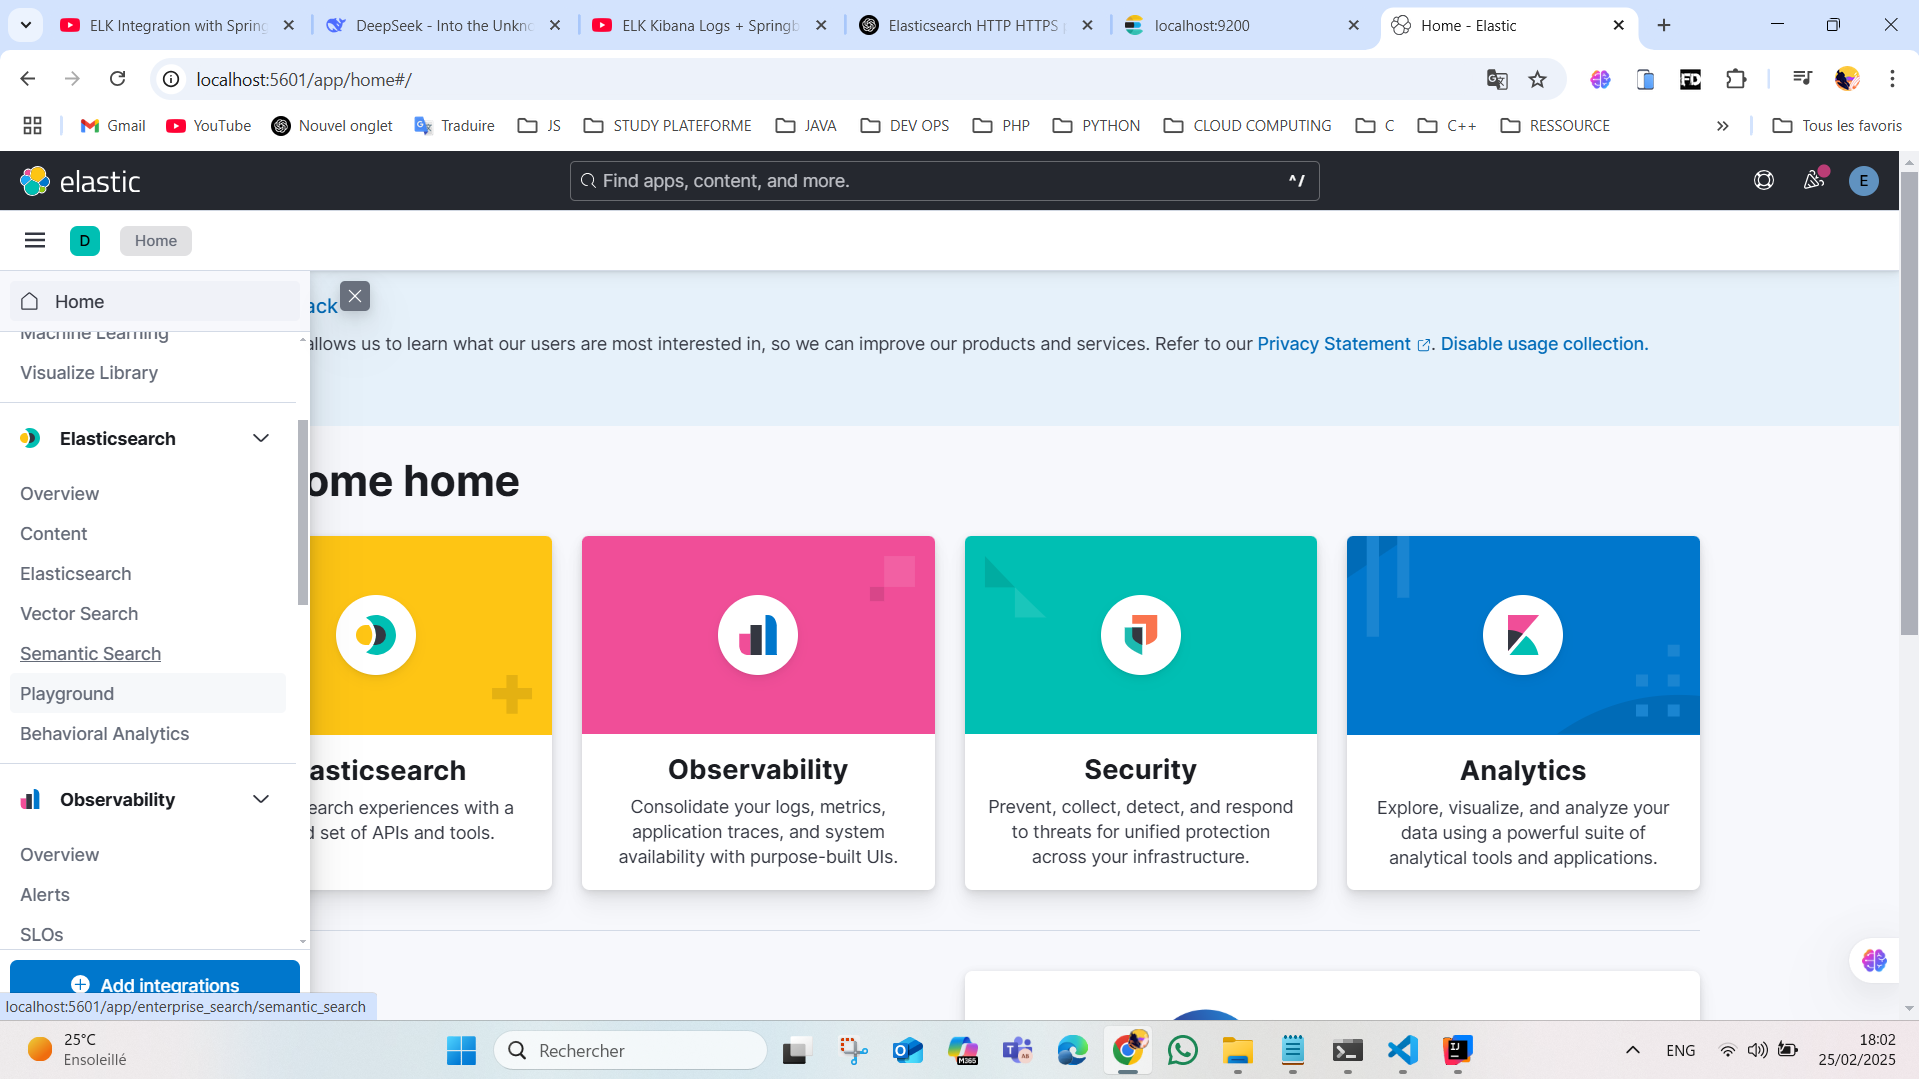 ELK Integration with Spring
DeepSeek - Into the Unkno
ELK Kibana Logs + Springb
Elasticsearch HTTP HTTPS
localhost:9200
Home - Elastic
localhost:5601/app/home#/
Gmail
YouTube
Nouvel onglet
Traduire
JS
STUDY PLATEFORME
JAVA
DEV OPS
PHP
PYTHON
CLOUD COMPUTING
C
C++
RESSOURCE
Tous les favoris
elastic
Find apps, content, and more.
^/
E
D
Home
Home
ack
allows us to learn what our users are most interested in, so we can improve our products and services. Refer to our Privacy Statement. Disable usage collection.
Machine Learning
Visualize Library
Elasticsearch
Overview
Content
Elasticsearch
Vector Search
Semantic Search
Playground
Behavioral Analytics
Observability
Overview
Alerts
SLOs
Add integrations
ome home
asticsearch
earch experiences with a
d set of APIs and tools.
Observability
Consolidate your logs, metrics,
application traces, and system
availability with purpose-built UIs.
Security
Prevent, collect, detect, and respond
to threats for unified protection
across your infrastructure.
Analytics
Explore, visualize, and analyze your
data using a powerful suite of
analytical tools and applications.
localhost:5601/app/enterprise_search/semantic_search
25°C
Ensoleillé
Rechercher
ENG
18:02
25/02/2025